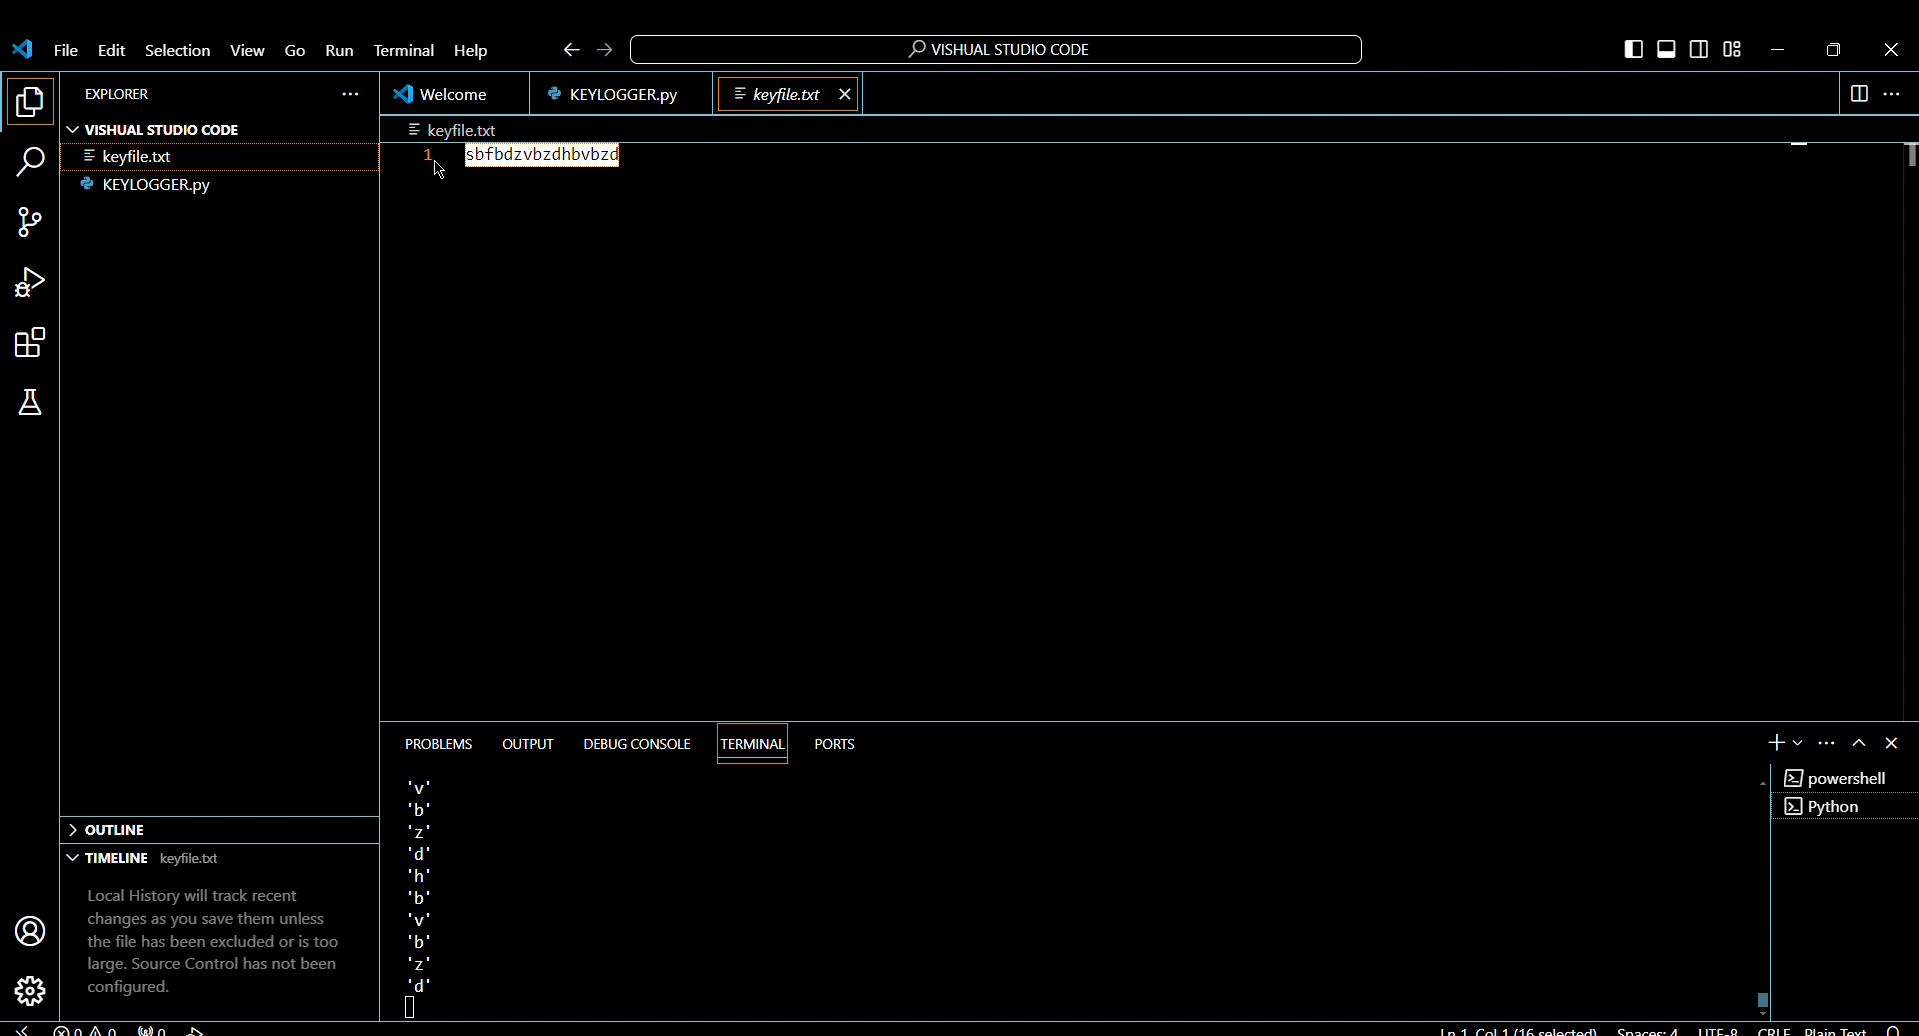 File Edit Selection View Go Run Terminal Help
VISHUAL STUDIO CODE
EXPLORER
Welcome
KEYLOGGER.py
keyfile.txt
VISHUAL STUDIO CODE
keyfile.txt
keyfile.txt
KEYLOGGER.py
1 sbfbdzvbzdhbvbzd
PROBLEMS OUTPUT DEBUG CONSOLE TERMINAL PORTS
'v'
'b'
'z'
'd'
'h'
'b'
'v'
'b'
'z'
'd'
powershell
Python
OUTLINE
TIMELINE keyfile.txt
Local History will track recent
changes as you save them unless
the file has been excluded or is too
large. Source Control has not been
configured.
0 0 0
Ln 1, Col 1 (16 selected) Spaces: 4 UTF-8 CRLF Plain Text